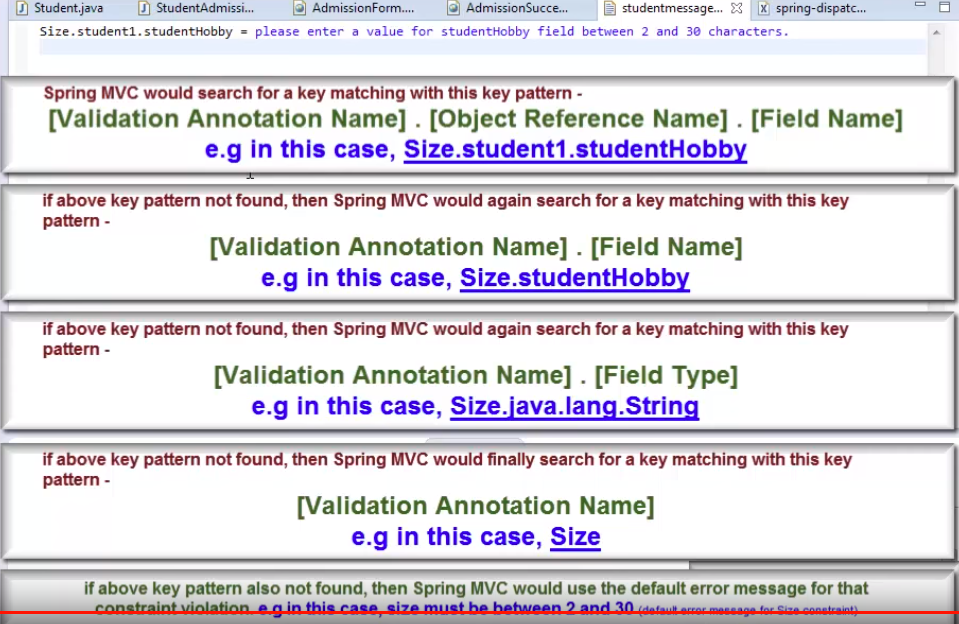 Student.java
StudentAdmissi...
AdmissionForm....
AdmissionSucce...
studentmessage...
spring-dispatc...
Size.student1.studentHobby = please enter a value for studentHobby field between 2 and 30 characters.
Spring MVC would search for a key matching with this key pattern -
[Validation Annotation Name] . [Object Reference Name] . [Field Name]
e.g in this case, Size.student1.studentHobby
if above key pattern not found, then Spring MVC would again search for a key matching with this key
pattern -
[Validation Annotation Name] . [Field Name]
e.g in this case, Size.studentHobby
if above key pattern not found, then Spring MVC would again search for a key matching with this key
pattern -
[Validation Annotation Name] . [Field Type]
e.g in this case, Size.java.lang.String
if above key pattern not found, then Spring MVC would finally search for a key matching with this key
pattern -
[Validation Annotation Name]
e.g in this case, Size
if above key pattern also not found, then Spring MVC would use the default error message for that
constraint violation. e.g in this case, size must be between 2 and 30 (default error message for Size constraint)